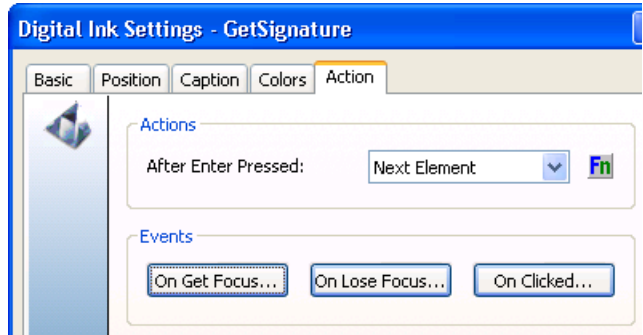 Digital Ink Settings - GetSignature
Basic Position Caption Colors Action
Actions
After Enter Pressed: Next Element Fn
Events
On Get Focus... On Lose Focus... On Clicked...